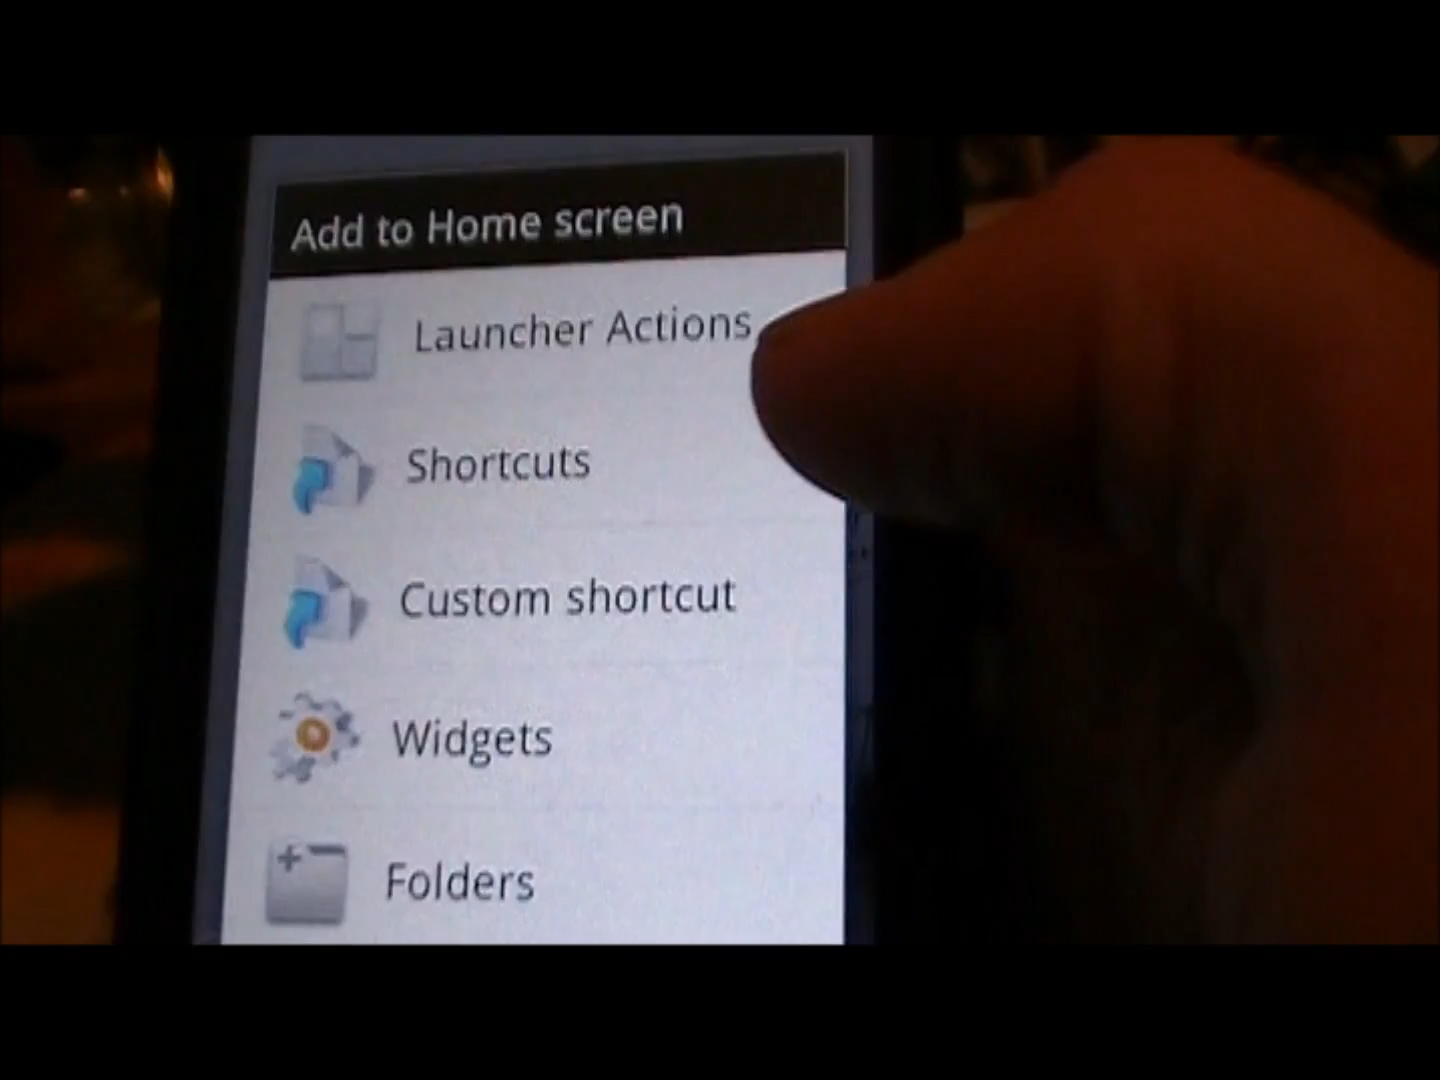 Add to Home screen
Launcher Actions
Shortcuts
Custom shortcut
Widgets
Folders